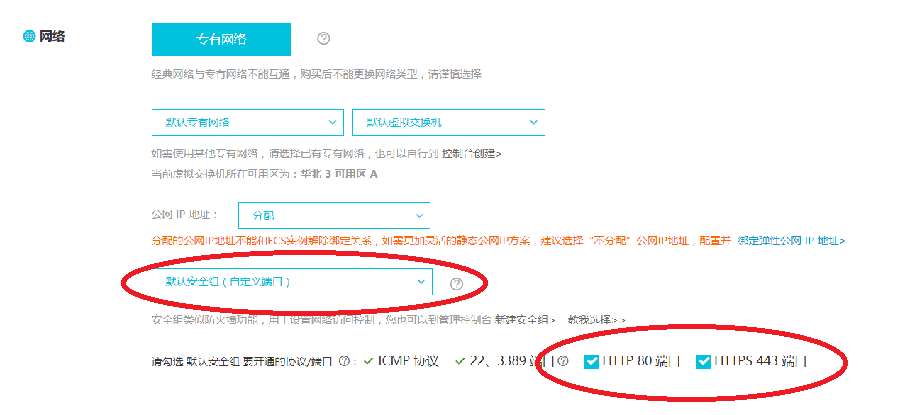 网络
专有网络 ?
经典网络与专有网络不能互通，购买后不能更换网络类型，请谨慎选择
默认专有网络 默认虚拟交换机
如需使用其他专有网络，请选择已有专有网络，也可以自行到 控制台创建>
当前虚拟交换机所在可用区为：华北 3 可用区 A
公网 IP 地址： 分配
分配的公网IP地址不能和ECS实例解除绑定关系，如需更加灵活的静态公网IP方案，建议选择“不分配”公网IP地址，配置并 绑定弹性公网 IP 地址>
默认安全组（自定义端口） ?
安全组类似防火墙功能，用于设置网络访问控制，您也可以到管理控制台 新建安全组> 教我选择>>
请勾选 默认安全组 要开通的协议/端口 ?： ICMP 协议 22、3389 端口 ? HTTP 80 端口 HTTPS 443 端口